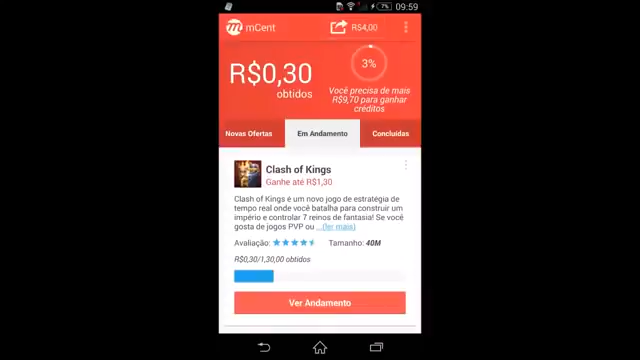 7% 09:59
mCent R$4,00
R$0,30
obtidos
3%
Você precisa de mais
R$9,70 para ganhar
créditos
Novas Ofertas Em Andamento Concluídas
Clash of Kings
Ganhe até R$1,30
Clash of Kings é um novo jogo de estratégia de
tempo real onde você batalha para construir um
império e controlar 7 reinos de fantasia! Se você
gosta de jogos PVP ou ...(ler mais)
Avaliação: Tamanho: 40M
R$0,30/1,30,00 obtidos
Ver Andamento